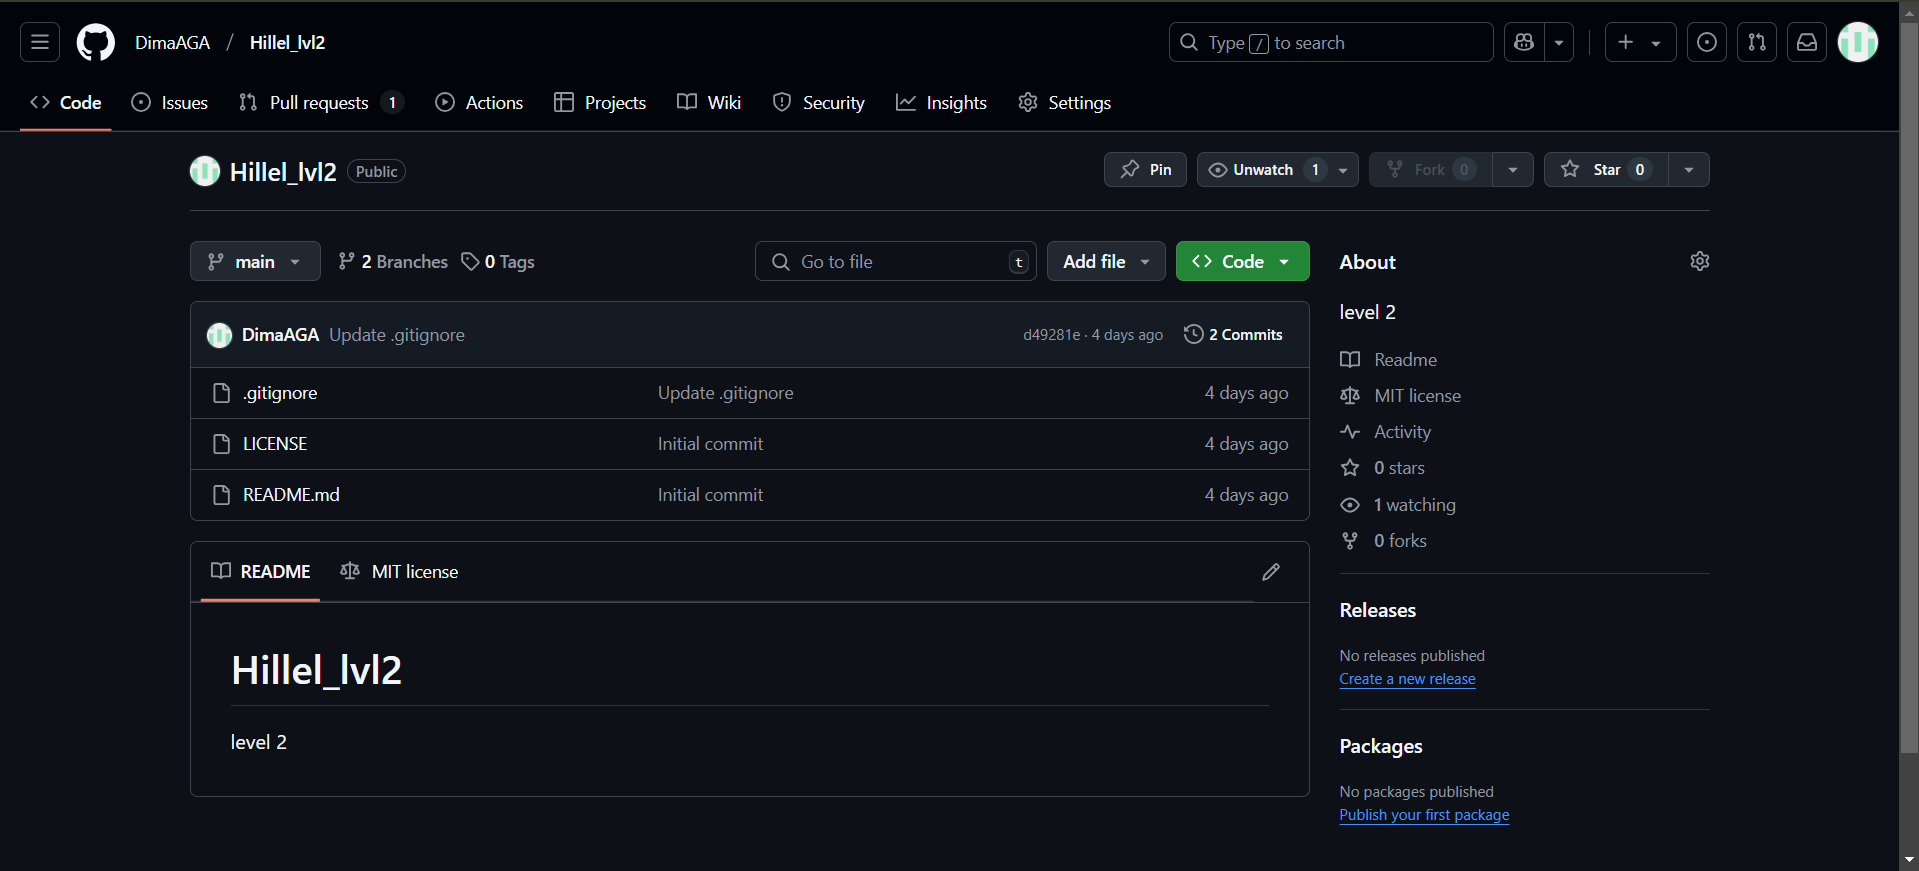 DimaAGA / Hillel_lvl2
Type / to search
Code
Issues
Pull requests 1
Actions
Projects
Wiki
Security
Insights
Settings
Hillel_lvl2 Public
Pin
Unwatch 1
Fork 0
Star 0
main
2 Branches
0 Tags
Go to file t
Add file
Code
DimaAGA Update .gitignore d49281e · 4 days ago 2 Commits
.gitignore Update .gitignore 4 days ago
LICENSE Initial commit 4 days ago
README.md Initial commit 4 days ago
README
MIT license
Hillel_lvl2
level 2
About
level 2
Readme
MIT license
Activity
0 stars
1 watching
0 forks
Releases
No releases published
Create a new release
Packages
No packages published
Publish your first package